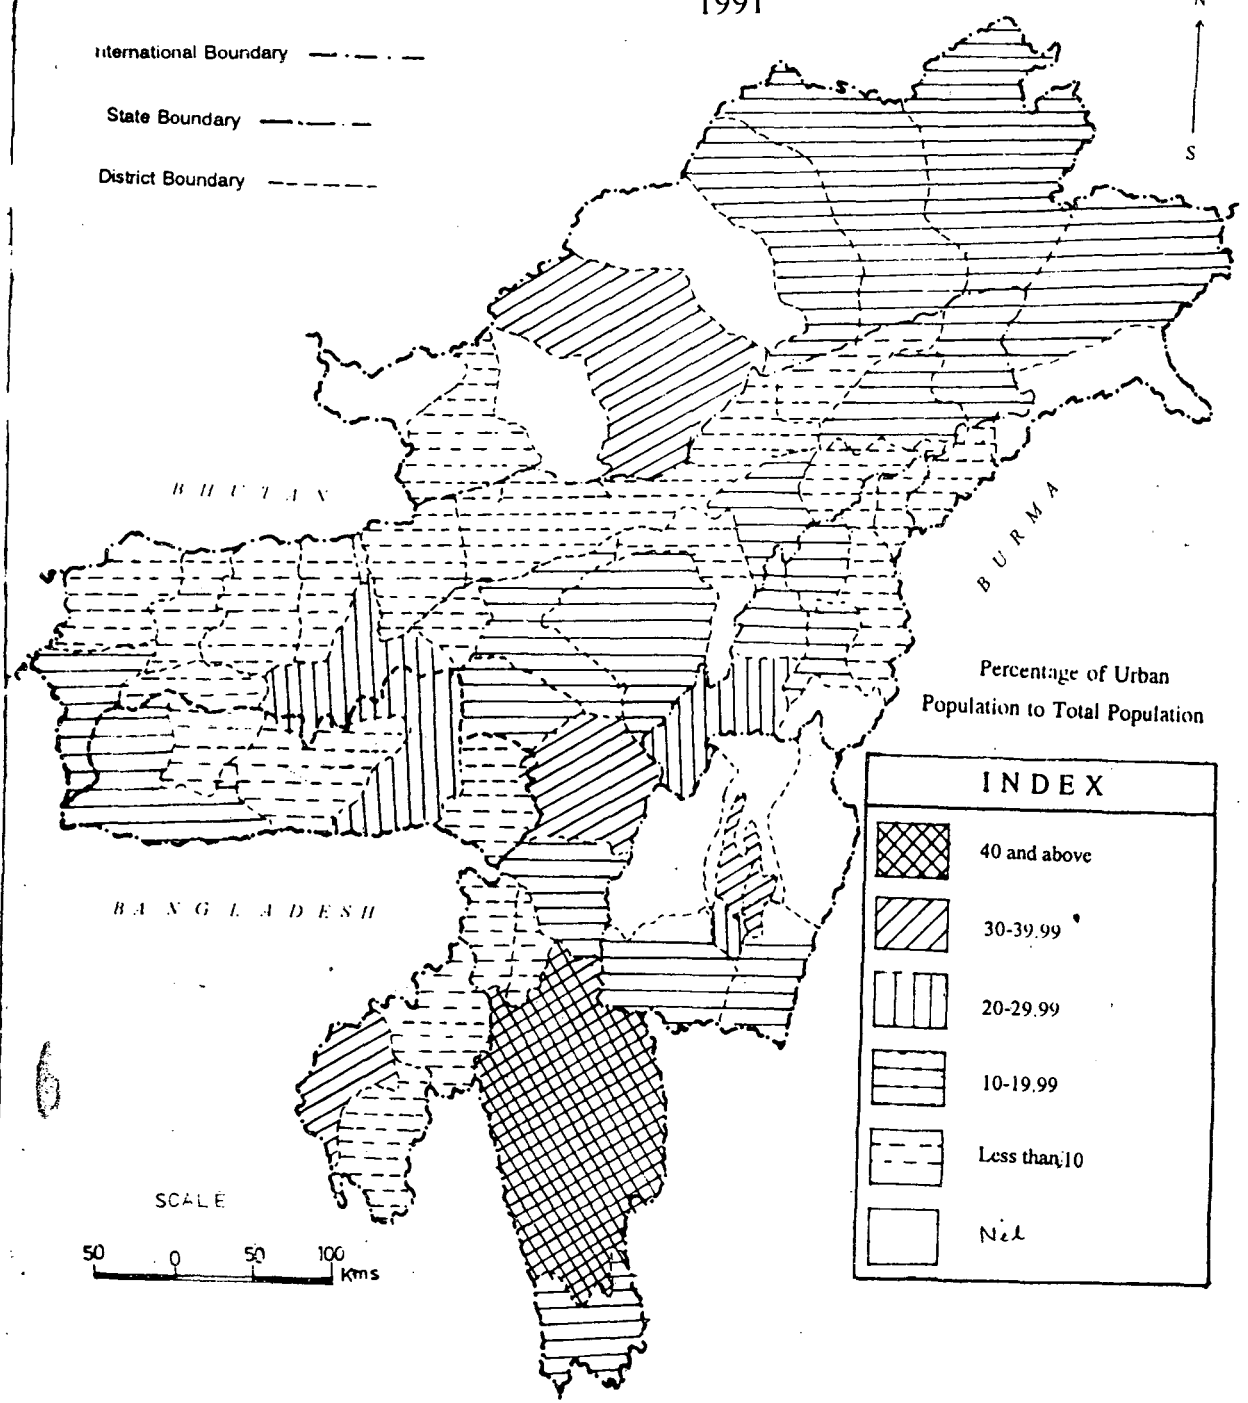 1991
N
S
International Boundary
State Boundary
District Boundary
BHUTAN
BURMA
BANGLADESH
Percentage of Urban
Population to Total Population
INDEX
40 and above
30-39.99
20-29.99
10-19.99
Less than 10
Nil
SCALE
50 0 50 100
Kms